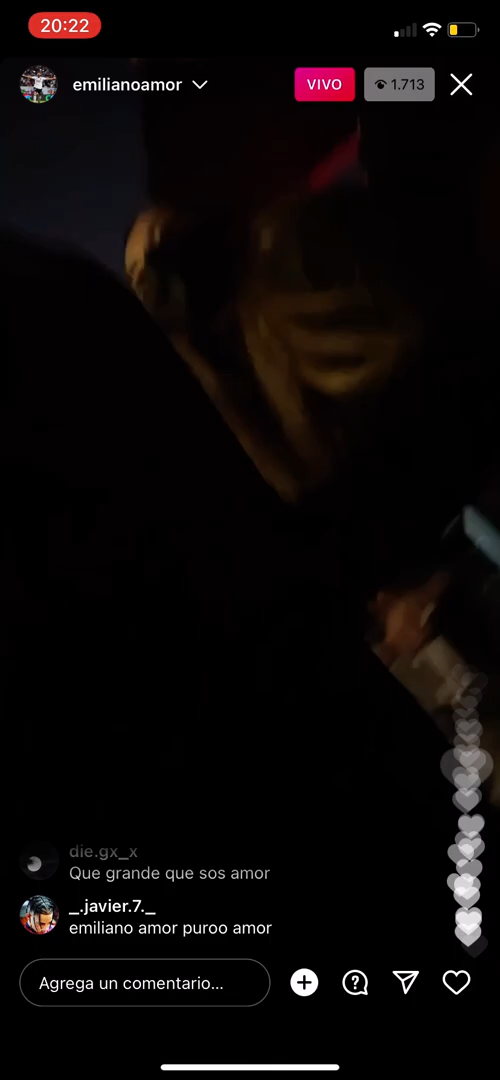 20:22
emilianoamor
VIVO
1.713
die.gx_x
Que grande que sos amor
_.javier.7._
emiliano amor puroo amor
Agrega un comentario...